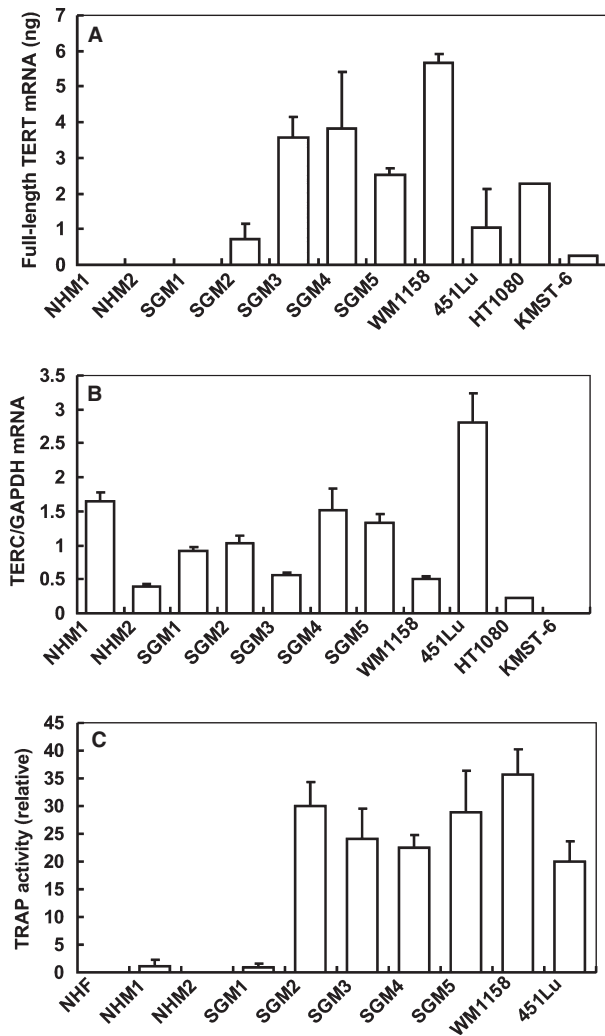 A
Full-length TERT mRNA (ng)
7
6
5
4
3
2
1
0
NHM1
NHM2
SGM1
SGM2
SGM3
SGM4
SGM5
WM1158
451Lu
HT1080
KMST-6
B
TERC/GAPDH mRNA
3.5
3
2.5
2
1.5
1
0.5
0
NHM1
NHM2
SGM1
SGM2
SGM3
SGM4
SGM5
WM1158
451Lu
HT1080
KMST-6
C
TRAP activity (relative)
45
40
35
30
25
20
15
10
5
0
NHF
NHM1
NHM2
SGM1
SGM2
SGM3
SGM4
SGM5
WM1158
451Lu